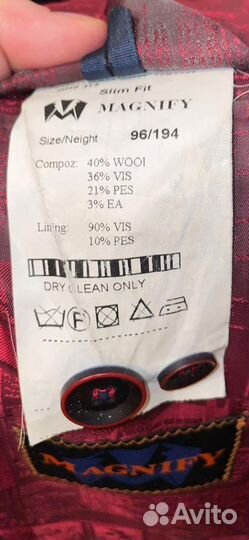 Slim Fit
MAGNIFY
Size/Neight 96/194
Compoz: 40% WOOl
36% VIS
21% PES
3% EA
Lining: 90% VIS
10% PES
DRY CLEAN ONLY
F
MAGNIFY
Avito